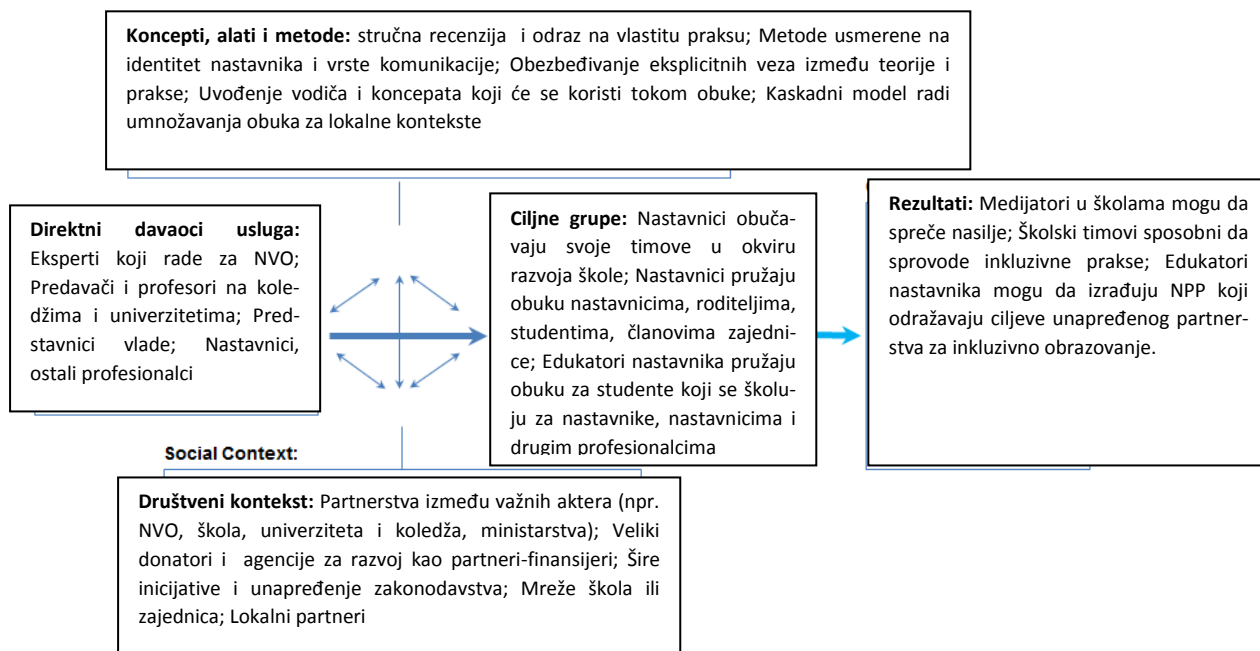 Koncepti, alati i metode: stručna recenzija i odraz na vlastitu praksu; Metode usmerene na
identitet nastavnika i vrste komunikacije; Obezbeđivanje eksplicitnih veza između teorije i
prakse; Uvođenje vodiča i koncepata koji će se koristi tokom obuke; Kaskadni model radi
umnožavanja obuka za lokalne kontekste
Direktni davaoci usluga:
Eksperti koji rade za NVO;
Predavači i profesori na kole-
džima i univerzitetima; Pred-
stavnici vlade; Nastavnici,
ostali profesionalci
Ciljne grupe: Nastavnici obuča-
vaju svoje timove u okviru
razvoja škole; Nastavnici pružaju
obuku nastavnicima, roditeljima,
studentima, članovima zajedni-
ce; Edukatori nastavnika pružaju
obuku za studente koji se školu-
ju za nastavnike, nastavnicima i
drugim profesionalcima
Rezultati: Medijatori u školama mogu da
spreče nasilje; Školski timovi sposobni da
sprovode inkluzivne prakse; Edukatori
nastavnika mogu da izrađuju NPP koji
odražavaju ciljeve unapređenog partner-
stva za inkluzivno obrazovanje.
Social Context:
Društveni kontekst: Partnerstva između važnih aktera (npr.
NVO, škola, univerziteta i koledža, ministarstva); Veliki
donatori i agencije za razvoj kao partneri-finansijeri; Šire
inicijative i unapređenje zakonodavstva; Mreže škola ili
zajednica; Lokalni partneri